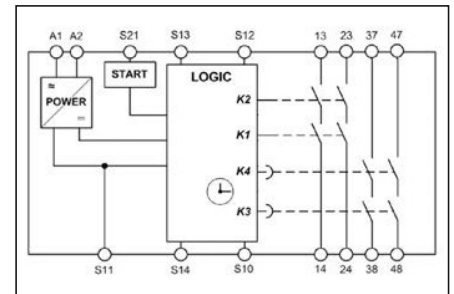 A1 A2 S21 S13 S12 13 23 37 47
START
LOGIC
≂
POWER
⎓
K2
K1
K4
K3
S11 S14 S10 14 24 38 48